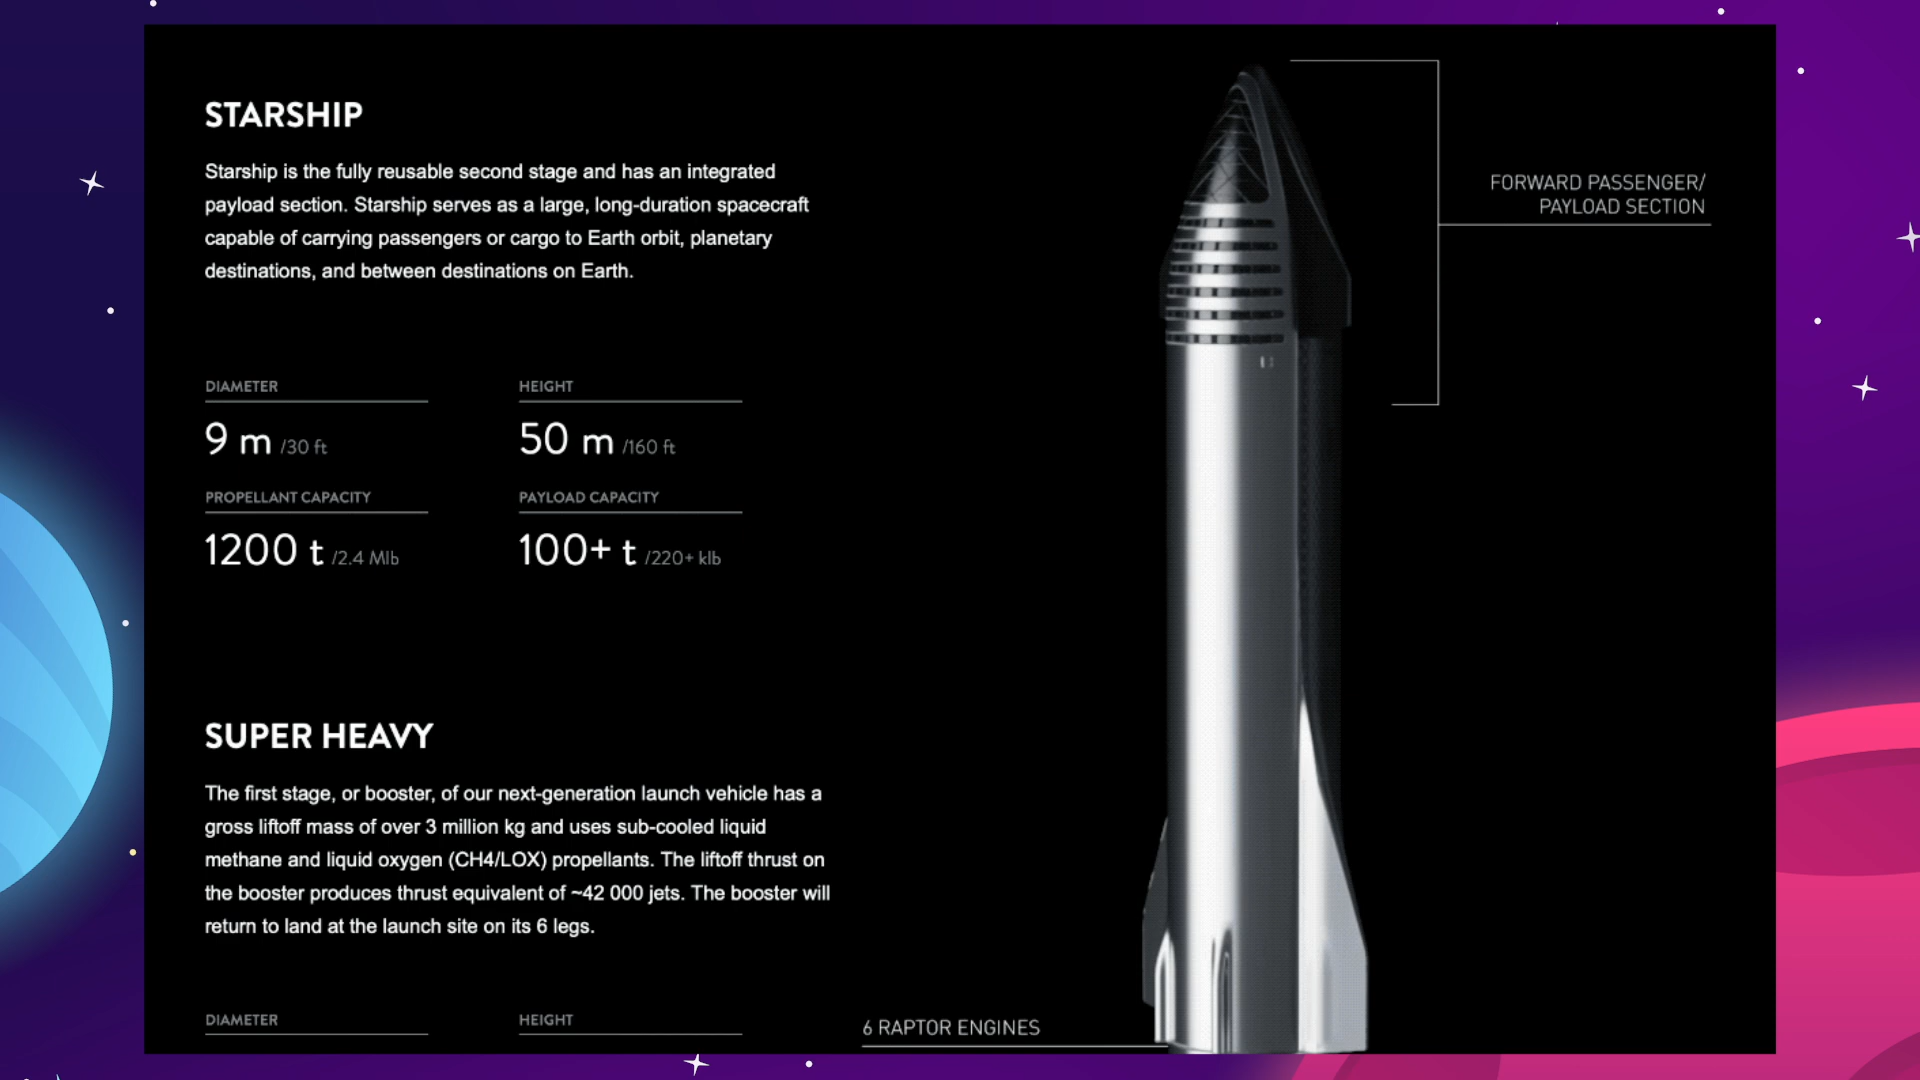 STARSHIP
Starship is the fully reusable second stage and has an integrated
payload section. Starship serves as a large, long-duration spacecraft
capable of carrying passengers or cargo to Earth orbit, planetary
destinations, and between destinations on Earth.
FORWARD PASSENGER/
PAYLOAD SECTION
DIAMETER
9 m /30 ft
HEIGHT
50 m /160 ft
PROPELLANT CAPACITY
1200 t /2.4 Mlb
PAYLOAD CAPACITY
100+ t /220+ klb
SUPER HEAVY
The first stage, or booster, of our next-generation launch vehicle has a
gross liftoff mass of over 3 million kg and uses sub-cooled liquid
methane and liquid oxygen (CH4/LOX) propellants. The liftoff thrust on
the booster produces thrust equivalent of ~42 000 jets. The booster will
return to land at the launch site on its 6 legs.
DIAMETER
HEIGHT
6 RAPTOR ENGINES